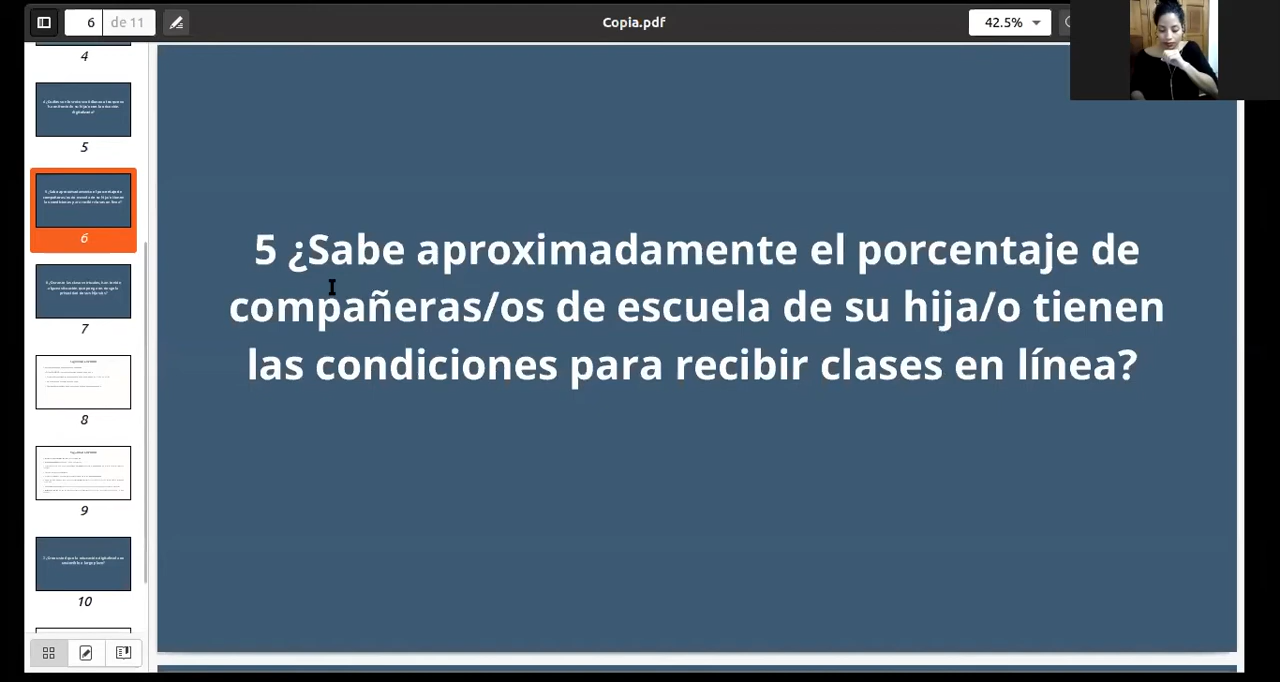 6
de 11
Copia.pdf
42.5%
4
5
6
7
8
9
10
5 ¿Sabe aproximadamente el porcentaje de
compañeras/os de escuela de su hija/o tienen
las condiciones para recibir clases en línea?